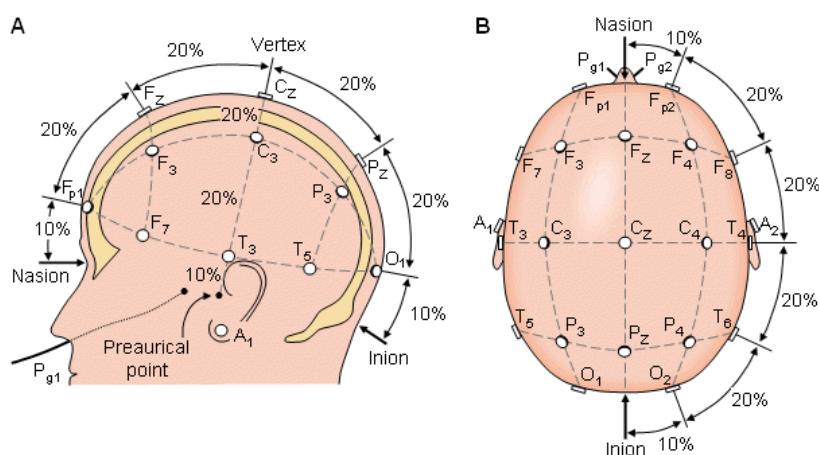 A
20%
Vertex
20%
Fz
Cz
20%
20%
20%
F3
C3
Pz
Fp1
P3
20%
20%
10%
F7
T3
T5
O1
Nasion
10%
10%
A1
Preaurical
point
Inion
Pg1
B
Nasion
10%
Pg1
Pg2
Fp1
Fp2
20%
F7
F3
Fz
F4
F8
20%
A1
T3
C3
Cz
C4
T4
A2
20%
T5
P3
Pz
P4
T6
O1
O2
20%
10%
Inion